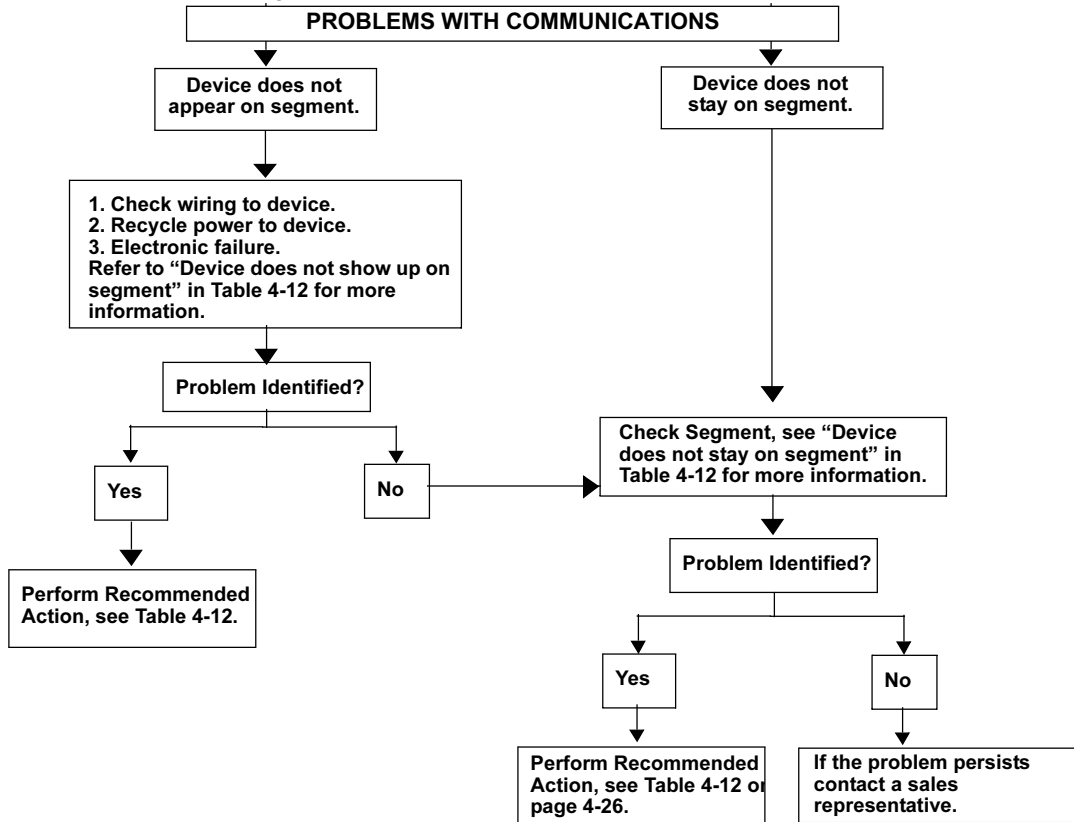 PROBLEMS WITH COMMUNICATIONS
Device does not
appear on segment.
Device does not
stay on segment.
1. Check wiring to device.
2. Recycle power to device.
3. Electronic failure.
Refer to “Device does not show up on
segment” in Table 4-12 for more
information.
Problem Identified?
Yes
No
Check Segment, see “Device
does not stay on segment” in
Table 4-12 for more information.
Perform Recommended
Action, see Table 4-12.
Problem Identified?
Yes
No
Perform Recommended
Action, see Table 4-12 on
page 4-26.
If the problem persists
contact a sales
representative.